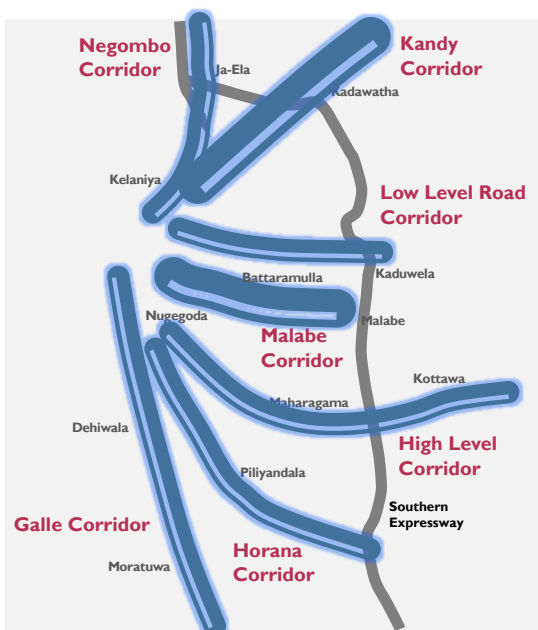 Negombo
Corridor
Kandy
Corridor
Ja-Ela
Kadawatha
Kelaniya
Low Level Road
Corridor
Battaramulla
Kaduwela
Nugegoda
Malabe
Malabe
Corridor
Kottawa
Maharagama
Dehiwala
High Level
Corridor
Piliyandala
Southern
Expressway
Galle Corridor
Horana
Corridor
Moratuwa